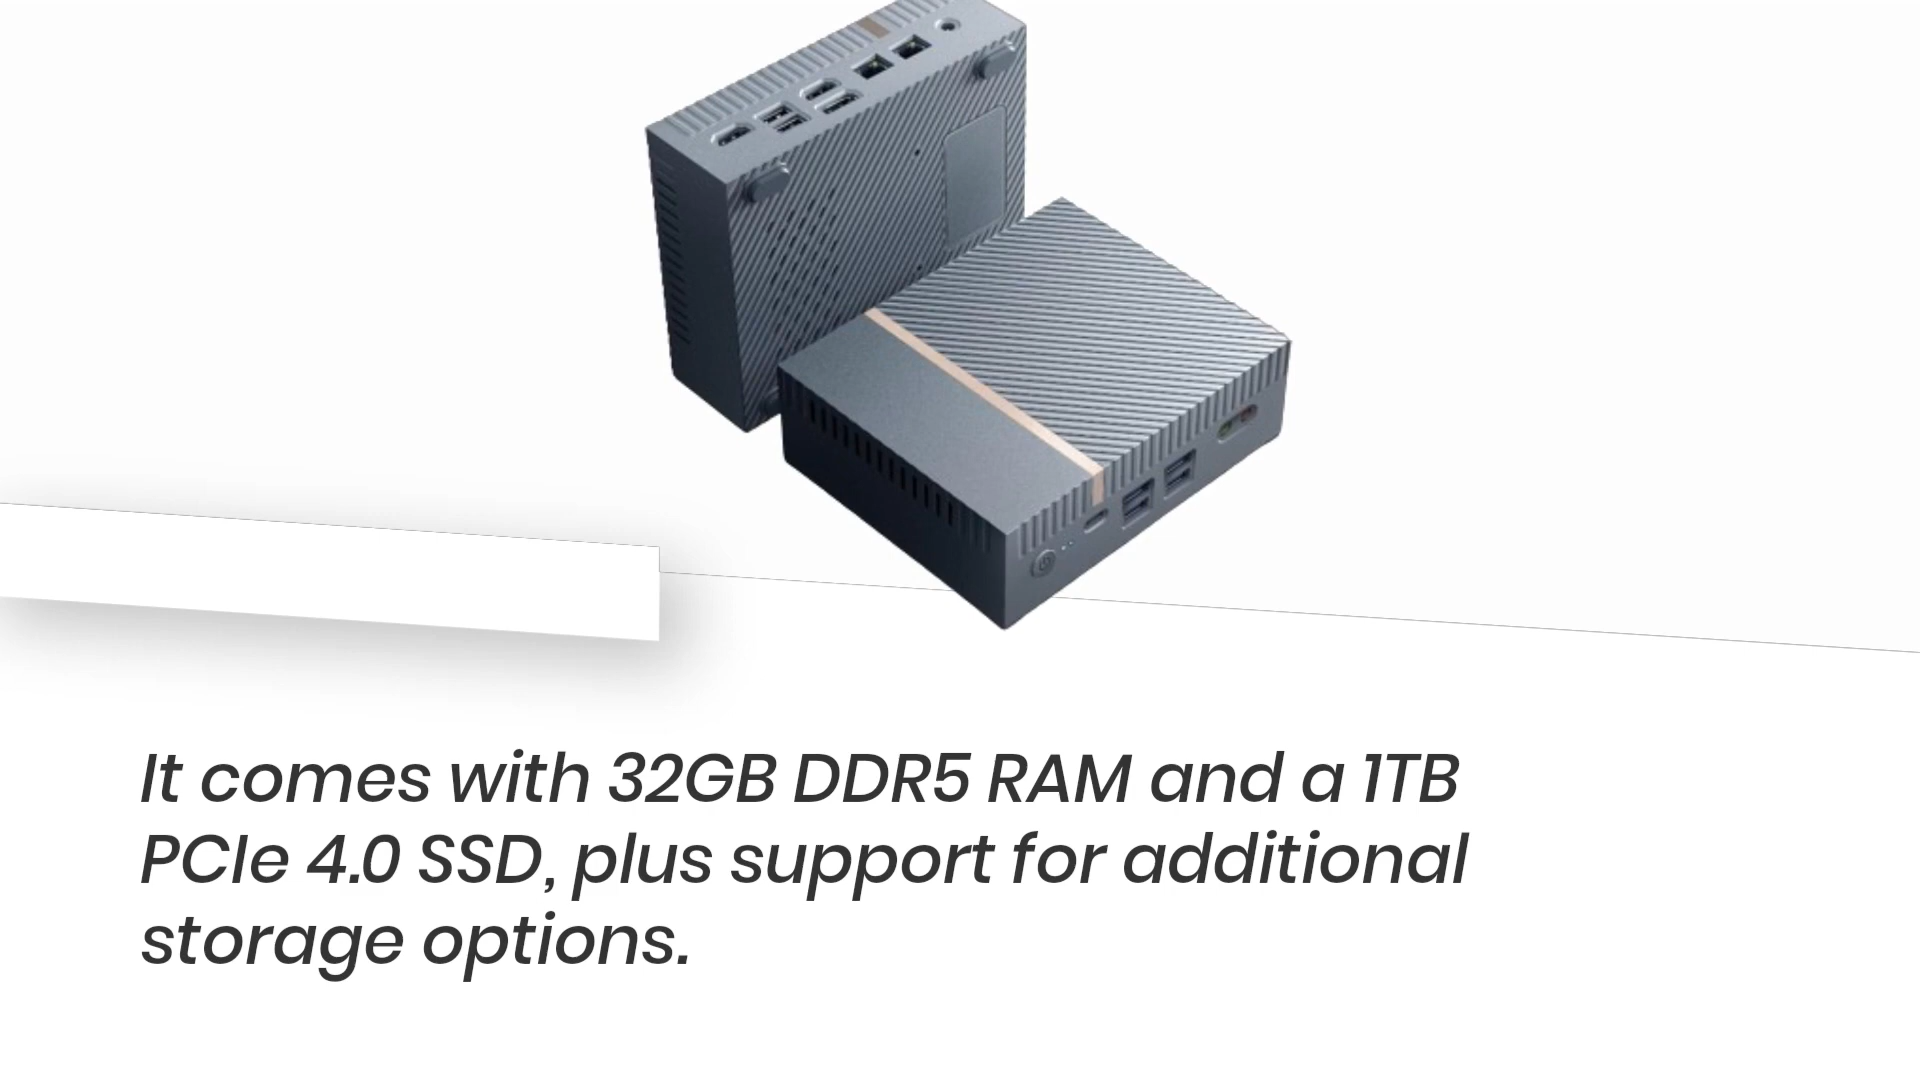 It comes with 32GB DDR5 RAM and a 1TB
PCIe 4.0 SSD, plus support for additional
storage options.